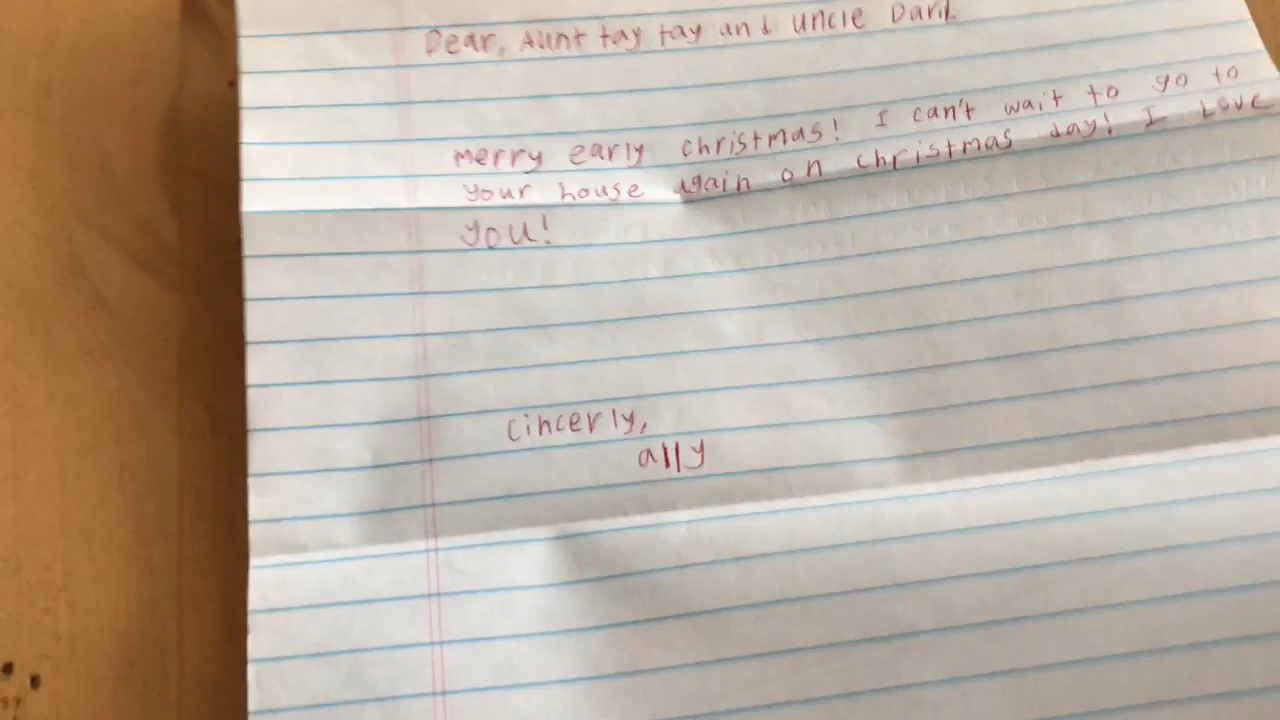 Dear, Aunt tay tay and uncle David
merry early christmas! I can't wait to go to
your house again on christmas day! I Love
you!
cincerly,
ally